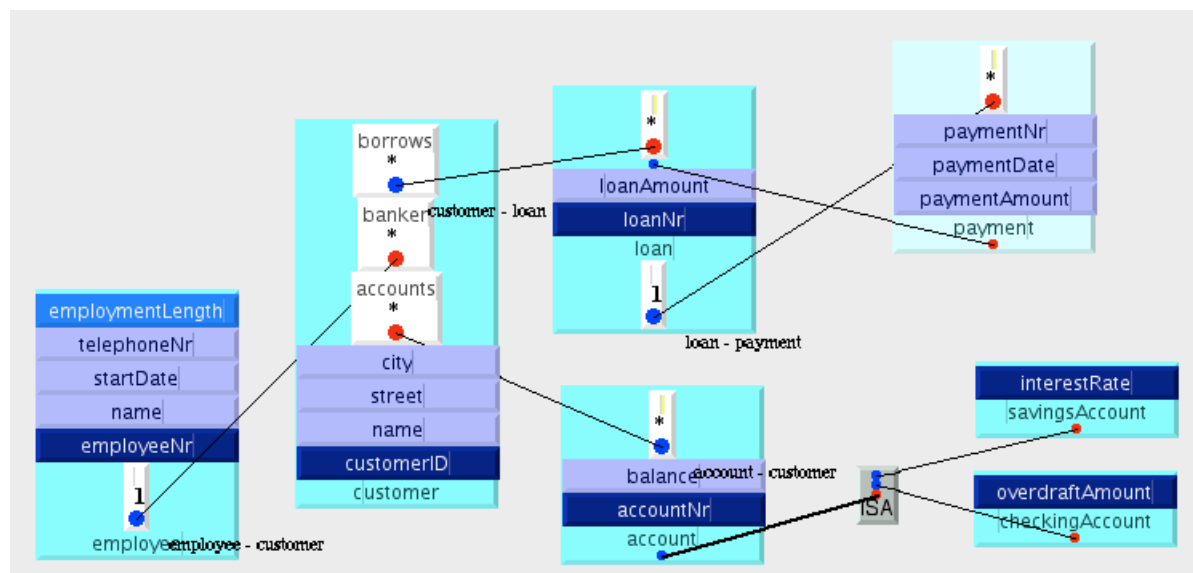 employmentLength
telephoneNr
startDate
name
employeeNr
1
employee
employee - customer
borrows
*
banker
*
accounts
*
city
street
name
customerID
customer
customer - loan
*
loanAmount
loanNr
loan
1
loan - payment
*
paymentNr
paymentDate
paymentAmount
payment
*
balance
account - customer
accountNr
account
ISA
interestRate
savingsAccount
overdraftAmount
checkingAccount